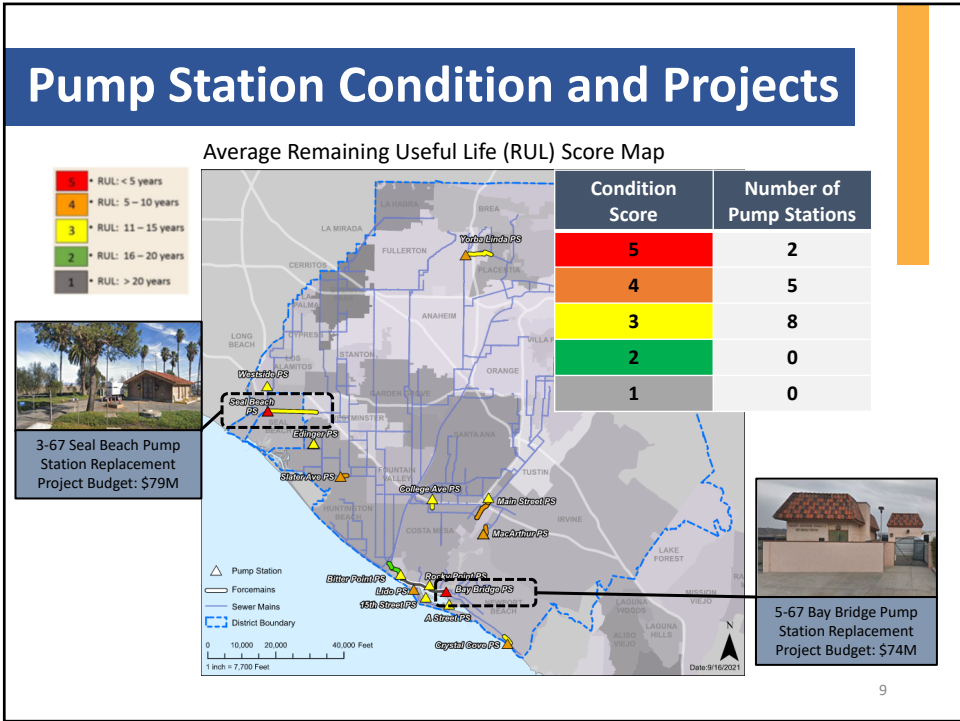 Pump Station Condition and Projects
Average Remaining Useful Life (RUL) Score Map
5 • RUL: < 5 years
4 • RUL: 5 – 10 years
3 • RUL: 11 – 15 years
2 • RUL: 16 – 20 years
1 • RUL: > 20 years
Condition Score
Number of Pump Stations
5 2
4 5
3 8
2 0
1 0
3-67 Seal Beach Pump
Station Replacement
Project Budget: $79M
LA HABRA
BREA
LA MIRADA
FULLERTON
Yorba Linda PS
PLACENTIA
CERRITOS
LA
PALMA
ANAHEIM
LONG
BEACH
CYPRESS
STANTON
VILLA P
LOS
ALAMITOS
ORANGE
Westside PS
GARDEN GROVE
Seal Beach
PS
SEAL
BEACH
WESTMINSTER
Edinger PS
SANTA ANA
TUSTIN
Slater Ave PS
FOUNTAIN
VALLEY
College Ave PS
Main Street PS
HUNTINGTON
BEACH
IRVINE
COSTA MESA
MacArthur PS
LAKE
FOREST
Bitter Point PS
Rocky Point PS
Lido PS
Bay Bridge PS
15th Street PS
A Street PS
NEWPORT
BEACH
LAGUNA
WOODS
MISSION
VIEJO
LAGUNA
HILLS
ALISO
VIEJO
Crystal Cove PS
Pump Station
Forcemains
Sewer Mains
District Boundary
0 10,000 20,000 40,000 Feet
1 inch = 7,700 Feet
N
Date:9/16/2021
5-67 Bay Bridge Pump
Station Replacement
Project Budget: $74M
9